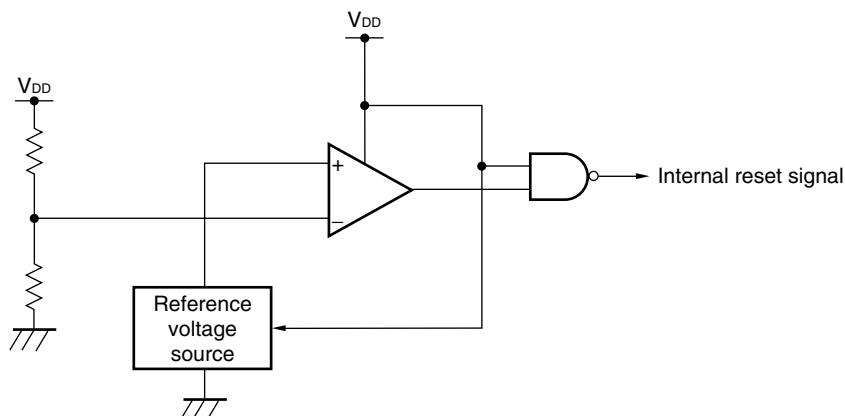 VDD
VDD
+
−
Internal reset signal
Reference
voltage
source